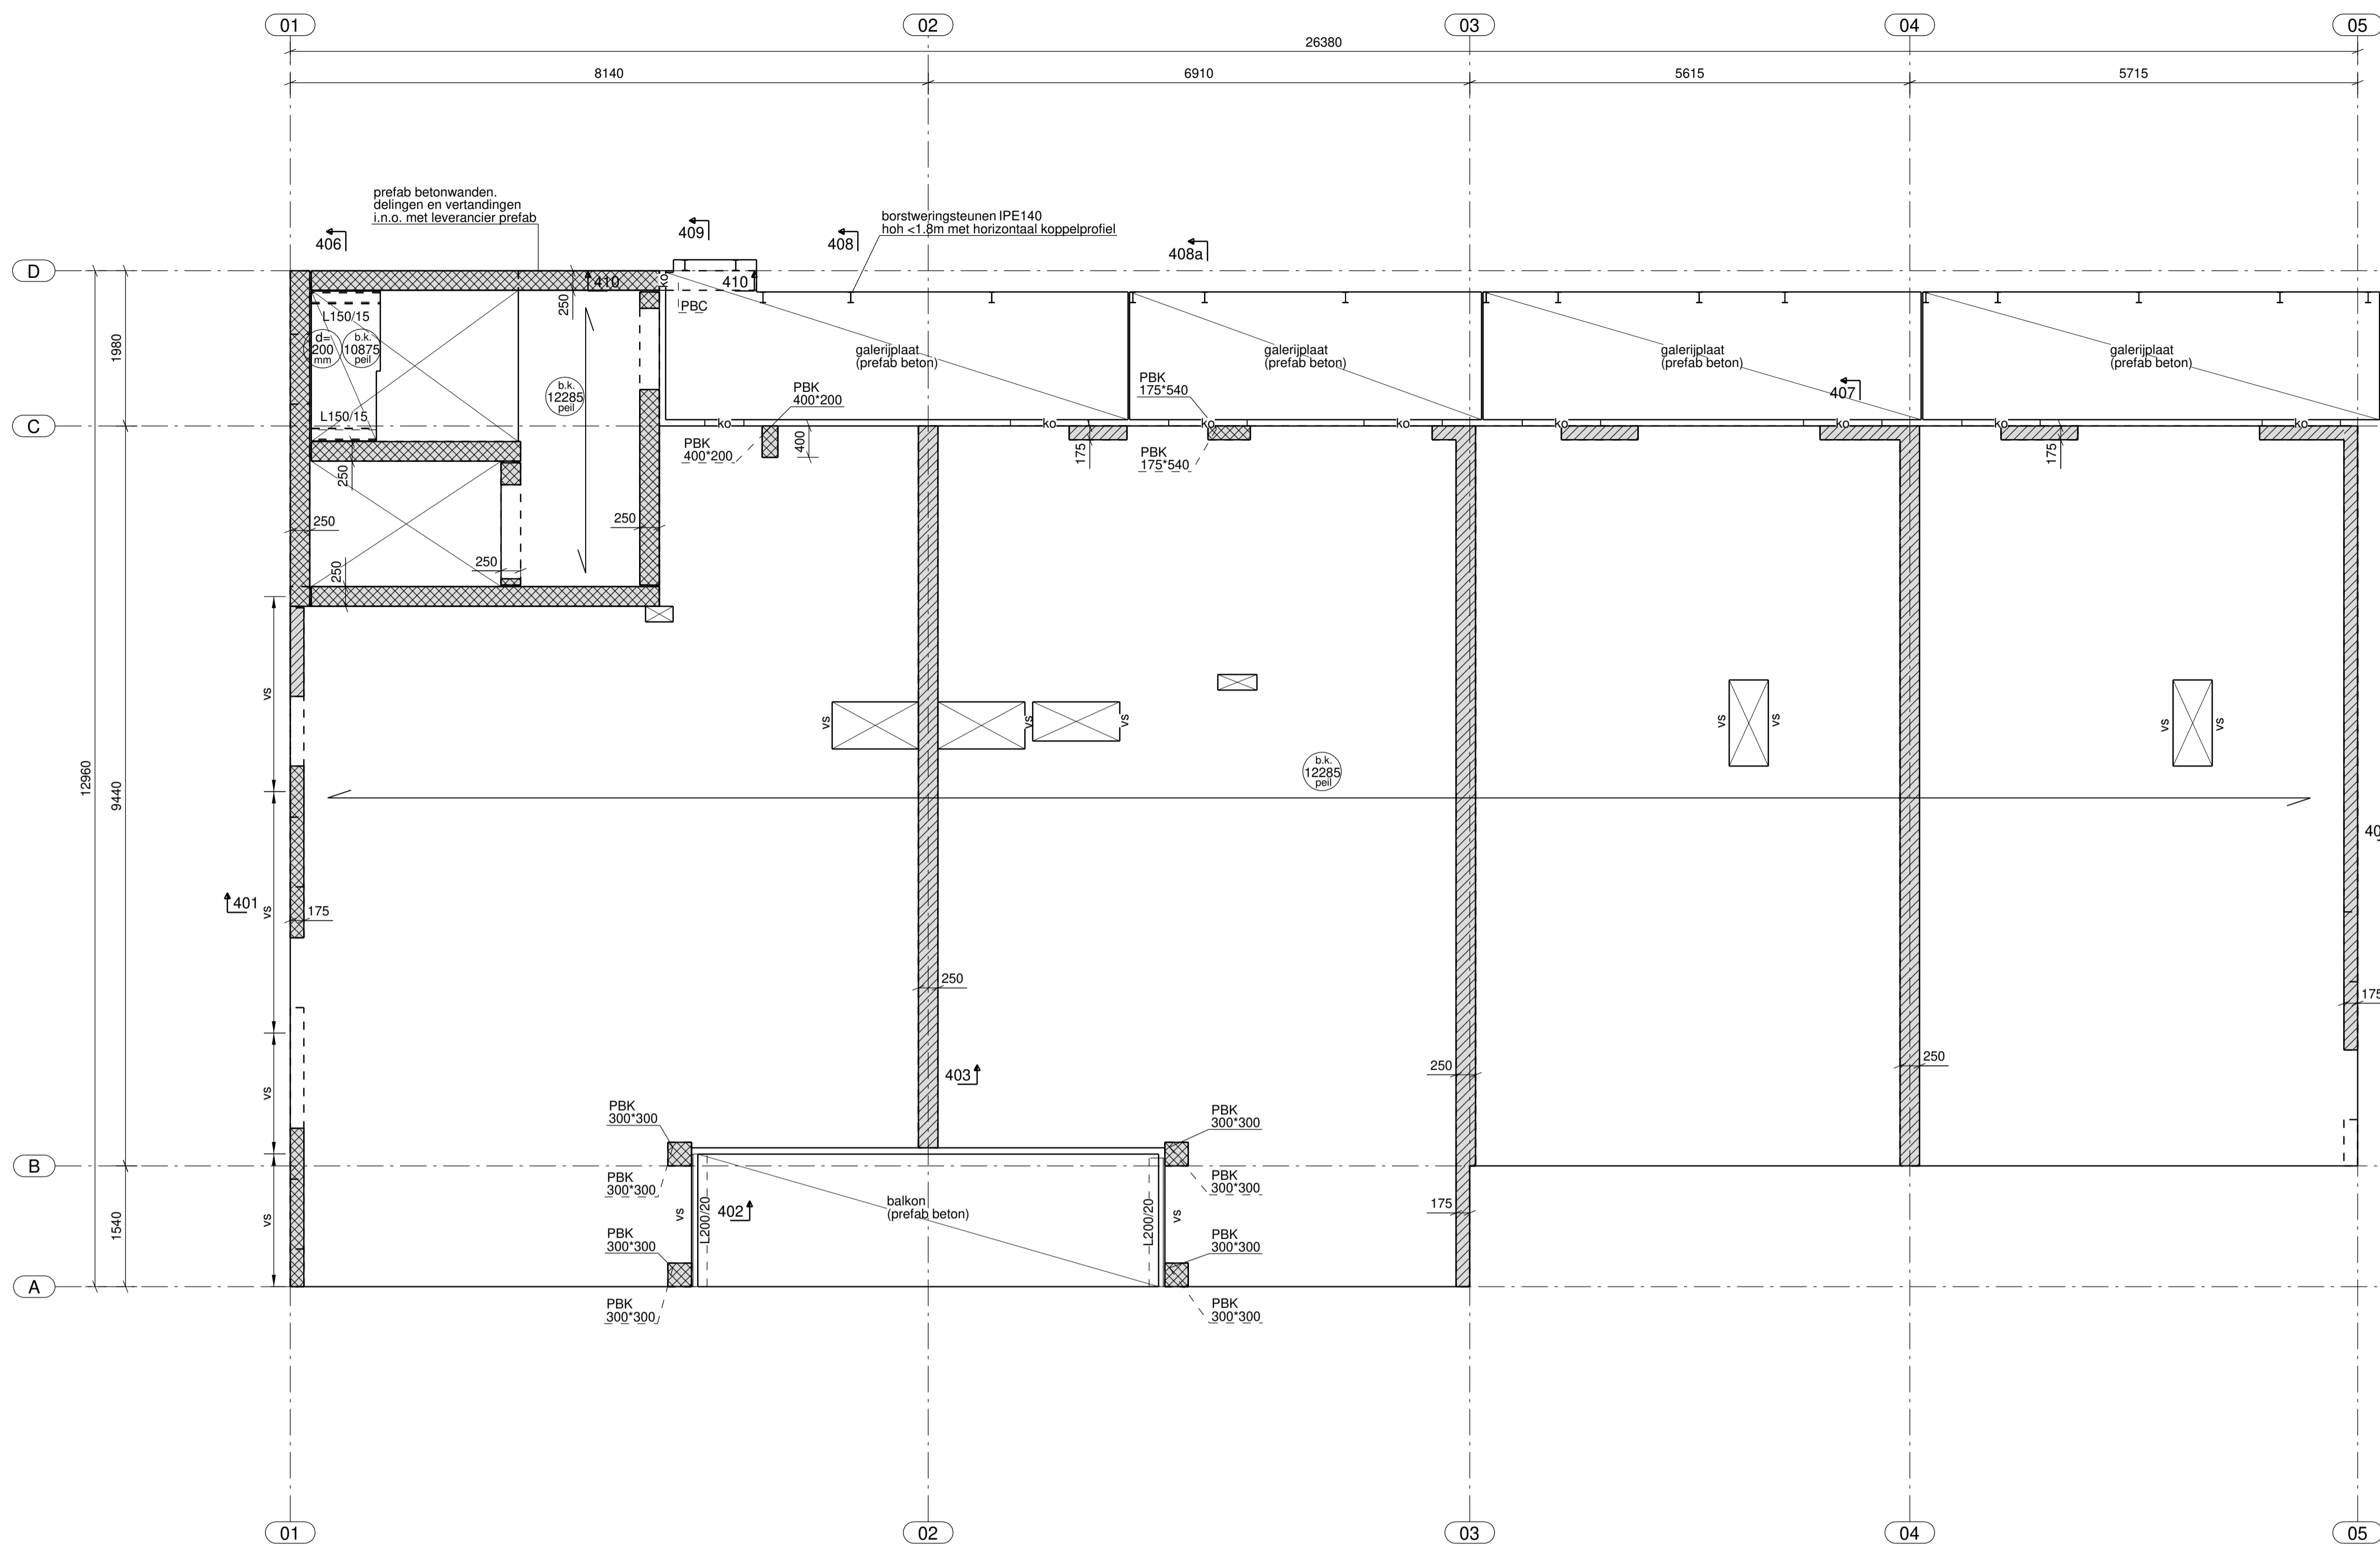 01
02
03
04
05
26380
8140
6910
5615
5715
prefab betonwanden.
delingen en vertandingen
i.n.o. met leverancier prefab
borstweringsteunen IPE140
hoh <1.8m met horizontaal koppelprofiel
406
409
408
408a
D
410
410
ko
250
PBC
L150/15
d=
200
mm
b.k.
10875
peil
1980
galerijplaat
(prefab beton)
galerijplaat
(prefab beton)
galerijplaat
(prefab beton)
galerijplaat
(prefab beton)
b.k.
12285
peil
PBK
400*200
PBK
175*540
407
L150/15
C
ko
ko
ko
ko
ko
ko
ko
ko
PBK
400*200
400
175
PBK
175*540
175
250
250
250
250
250
vs
vs
vs
vs
vs
vs
vs
vs
b.k.
12285
peil
12960
9440
401
vs
175
250
175
403
250
250
vs
PBK
300*300
PBK
300*300
B
PBK
300*300
PBK
300*300
balkon
(prefab beton)
402
L200/20
L200/20
vs
vs
vs
175
1540
PBK
300*300
PBK
300*300
A
PBK
300*300
PBK
300*300
01
02
03
04
05